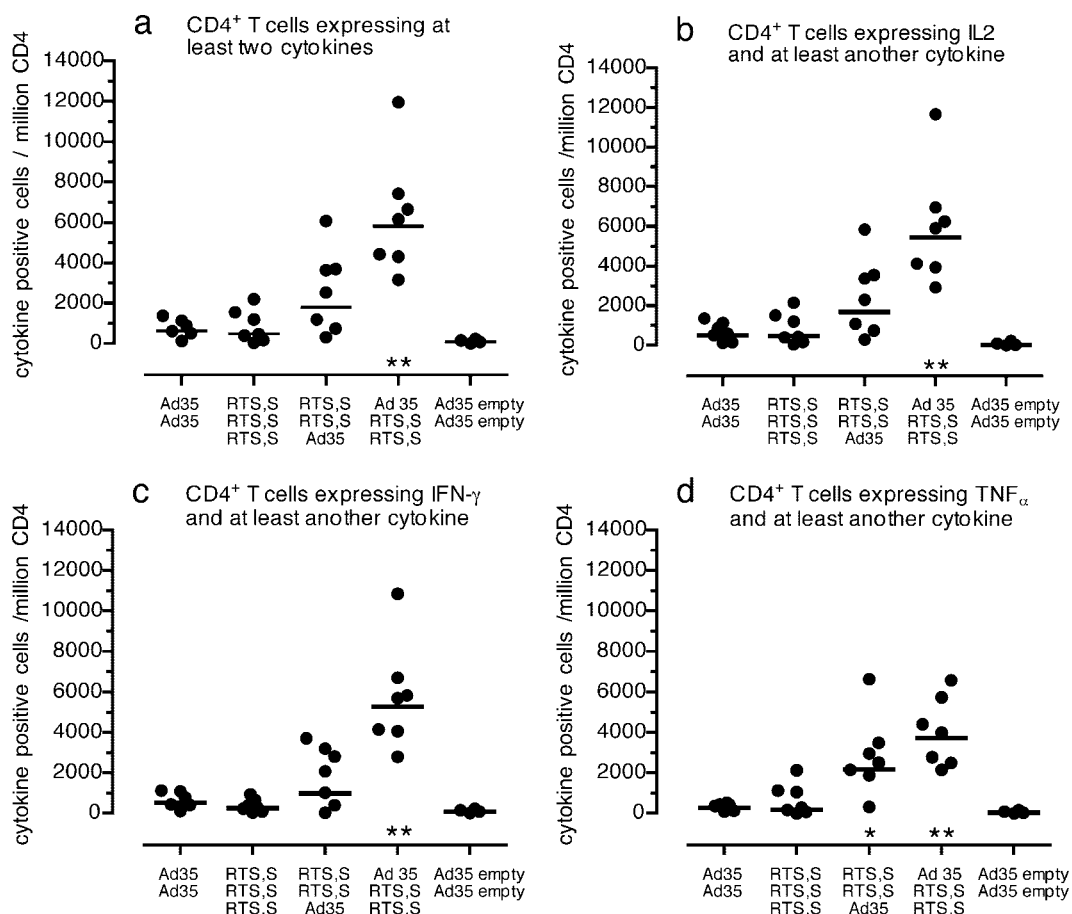 a CD4⁺ T cells expressing at
least two cytokines
cytokine positive cells / million CD4
14000
12000
10000
8000
6000
4000
2000
0
**
Ad35 RTS,S RTS,S Ad 35 Ad35 empty
Ad35 RTS,S RTS,S RTS,S Ad35 empty
RTS,S Ad35 RTS,S
b CD4⁺ T cells expressing IL2
and at least another cytokine
cytokine positive cells /million CD4
14000
12000
10000
8000
6000
4000
2000
0
**
Ad35 RTS,S RTS,S Ad 35 Ad35 empty
Ad35 RTS,S RTS,S RTS,S Ad35 empty
RTS,S Ad35 RTS,S
c CD4⁺ T cells expressing IFN-γ
and at least another cytokine
cytokine positive cells /million CD4
14000
12000
10000
8000
6000
4000
2000
0
**
Ad35 RTS,S RTS,S Ad 35 Ad35 empty
Ad35 RTS,S RTS,S RTS,S Ad35 empty
RTS,S Ad35 RTS,S
d CD4⁺ T cells expressing TNFα
and at least another cytokine
cytokine positive cells /million CD4
14000
12000
10000
8000
6000
4000
2000
0
* **
Ad35 RTS,S RTS,S Ad 35 Ad35 empty
Ad35 RTS,S RTS,S RTS,S Ad35 empty
RTS,S Ad35 RTS,S